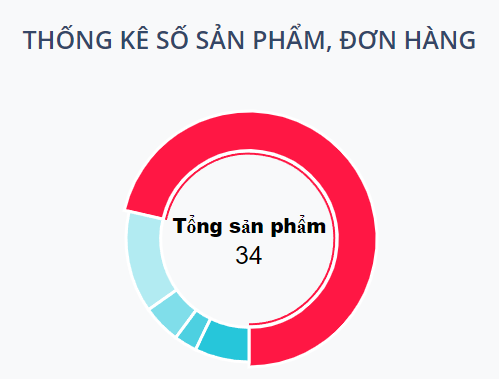 THỐNG KÊ SỐ SẢN PHẨM, ĐƠN HÀNG
Tổng sản phẩm
34